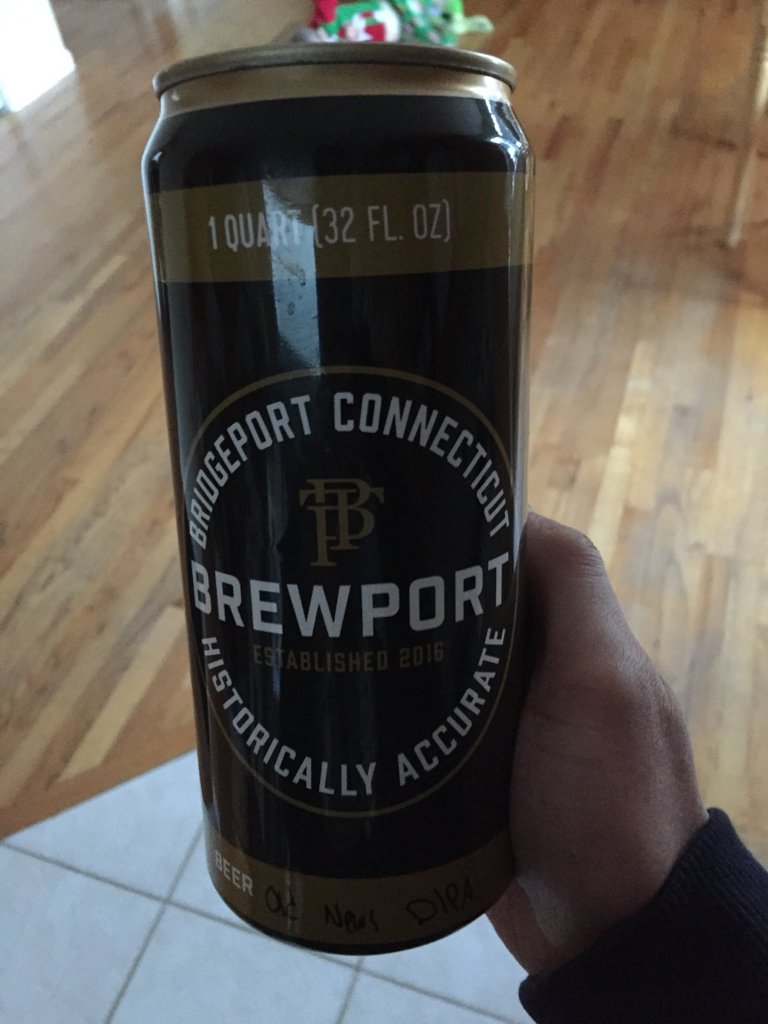 1 QUART (32 FL. OZ)
BRIDGEPORT CONNECTICUT
BP
BREWPORT
ESTABLISHED 2016
HISTORICALLY ACCURATE
BEER Old News DIPA